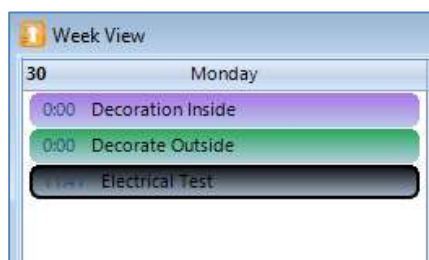 Week View
30 Monday
0:00 Decoration Inside
0:00 Decorate Outside
Electrical Test